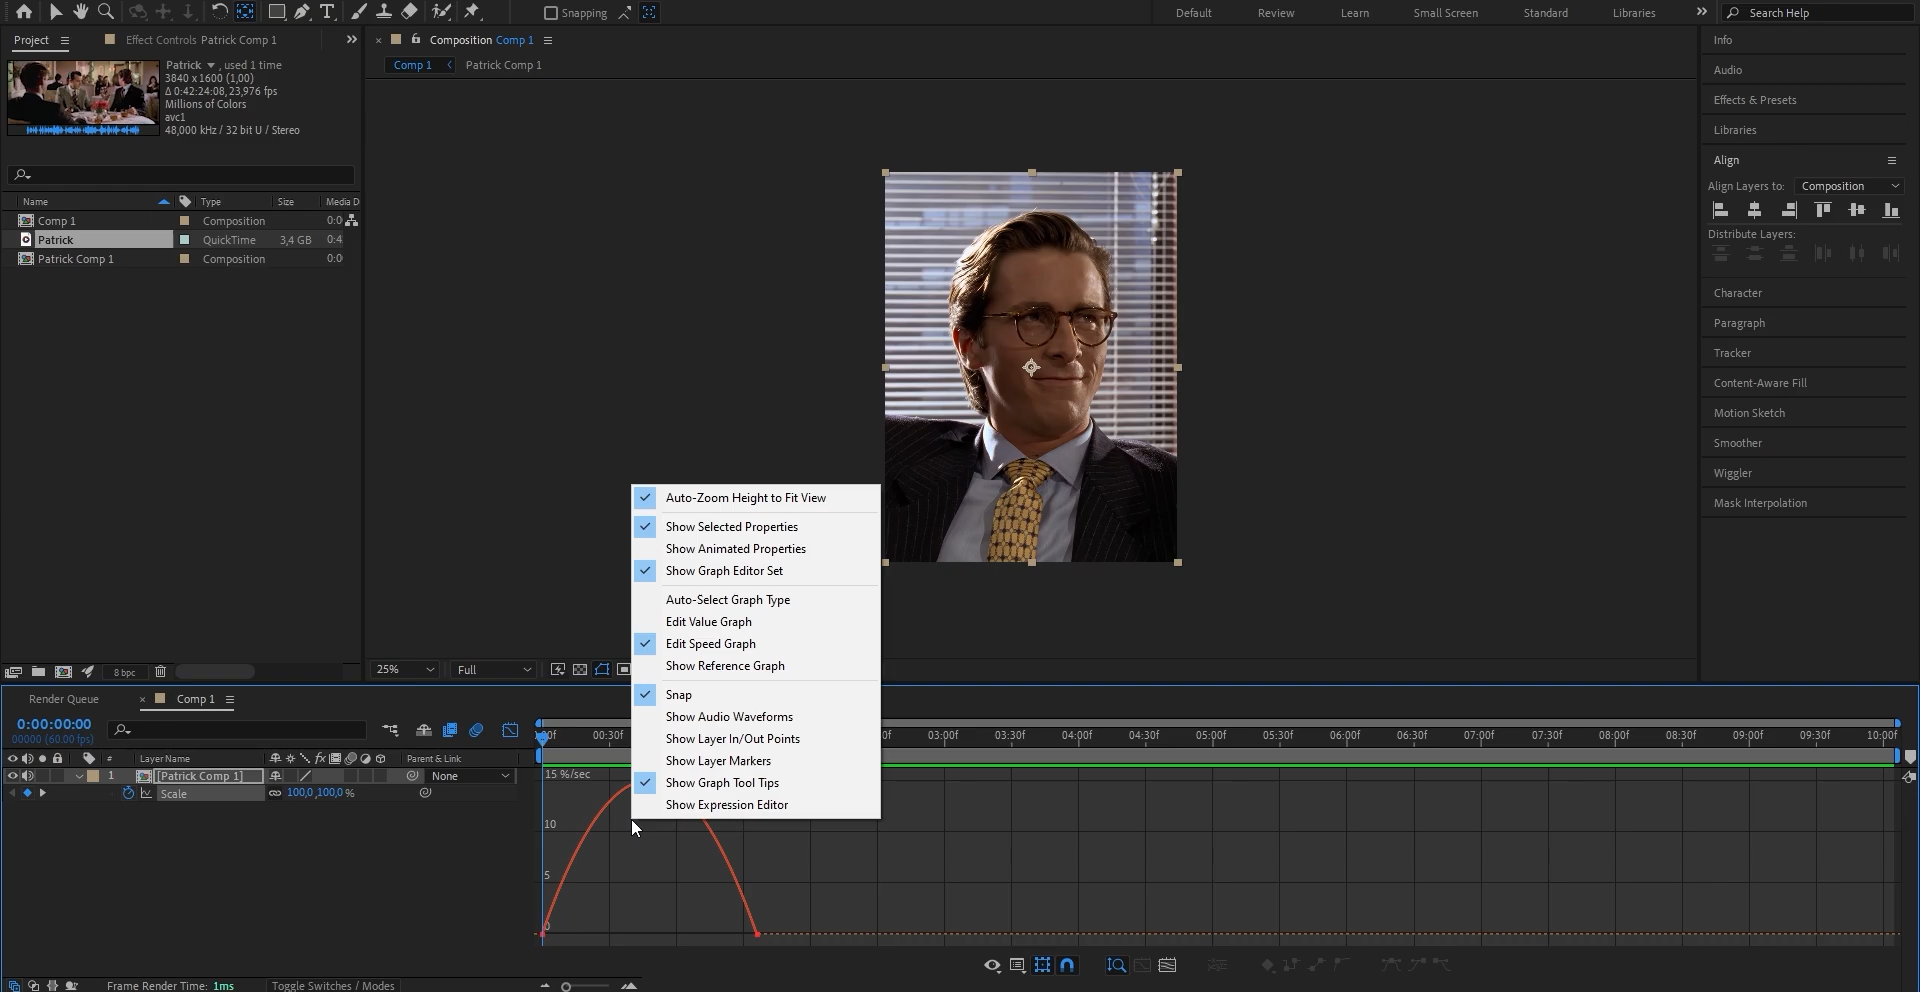 Snapping
Default
Review
Learn
Small Screen
Standard
Libraries
Search Help
Project
Effect Controls Patrick Comp 1
Composition Comp 1
Comp 1
Patrick Comp 1
Patrick , used 1 time
3840 x 1600 (1,00)
Δ 0:42:24:08, 23,976 fps
Millions of Colors
avc1
48,000 kHz / 32 bit U / Stereo
Name
Type
Size
Media D
Comp 1
Composition
0:0
Patrick
QuickTime
3,4 GB
0:4
Patrick Comp 1
Composition
0:0
8 bpc
25%
Full
Info
Audio
Effects & Presets
Libraries
Align
Align Layers to:
Composition
Distribute Layers:
Character
Paragraph
Tracker
Content-Aware Fill
Motion Sketch
Smoother
Wiggler
Mask Interpolation
Auto-Zoom Height to Fit View
Show Selected Properties
Show Animated Properties
Show Graph Editor Set
Auto-Select Graph Type
Edit Value Graph
Edit Speed Graph
Show Reference Graph
Snap
Show Audio Waveforms
Show Layer In/Out Points
Show Layer Markers
Show Graph Tool Tips
Show Expression Editor
Render Queue
Comp 1
0:00:00:00
00000 (60.00 fps)
# Layer Name
Parent & Link
1 [Patrick Comp 1]
None
Scale
100,0,100,0 %
00:30f
03:00f
03:30f
04:00f
04:30f
05:00f
05:30f
06:00f
06:30f
07:00f
07:30f
08:00f
08:30f
09:00f
09:30f
10:00f
15 %/sec
10
5
0
Frame Render Time: 1ms
Toggle Switches / Modes